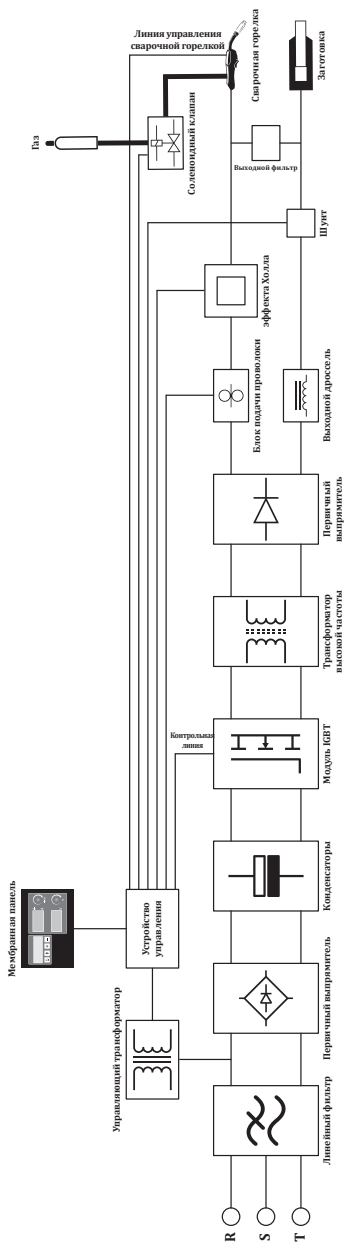 Линия управления
сварочной горелкой
Сварочная горелка
Заготовка
Газ
Соленоидный клапан
Выходной фильтр
Шунт
эффекта Холла
Блок подачи проволоки
Выходной дроссель
Первичный
выпрямитель
Трансформатор
высокой частоты
Контрольная
линия
Модуль IGBT
Мембранная панель
Устройство
управления
Конденсаторы
Управляющий трансформатор
Первичный выпрямитель
Линейный фильтр
R
S
T